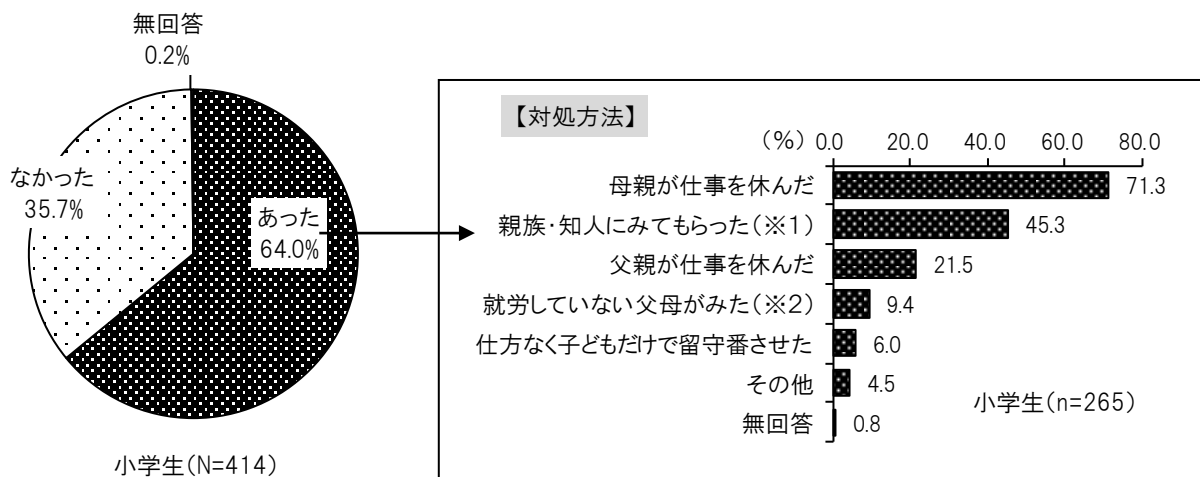 無回答
0.2%
なかった
35.7%
あった
64.0%
小学生(N=414)
【対処方法】
(%) 0.0 20.0 40.0 60.0 80.0
母親が仕事を休んだ 71.3
親族・知人にみてもらった(※1) 45.3
父親が仕事を休んだ 21.5
就労していない父母がみた(※2) 9.4
仕方なく子どもだけで留守番させた 6.0
その他 4.5
無回答 0.8
小学生(n=265)